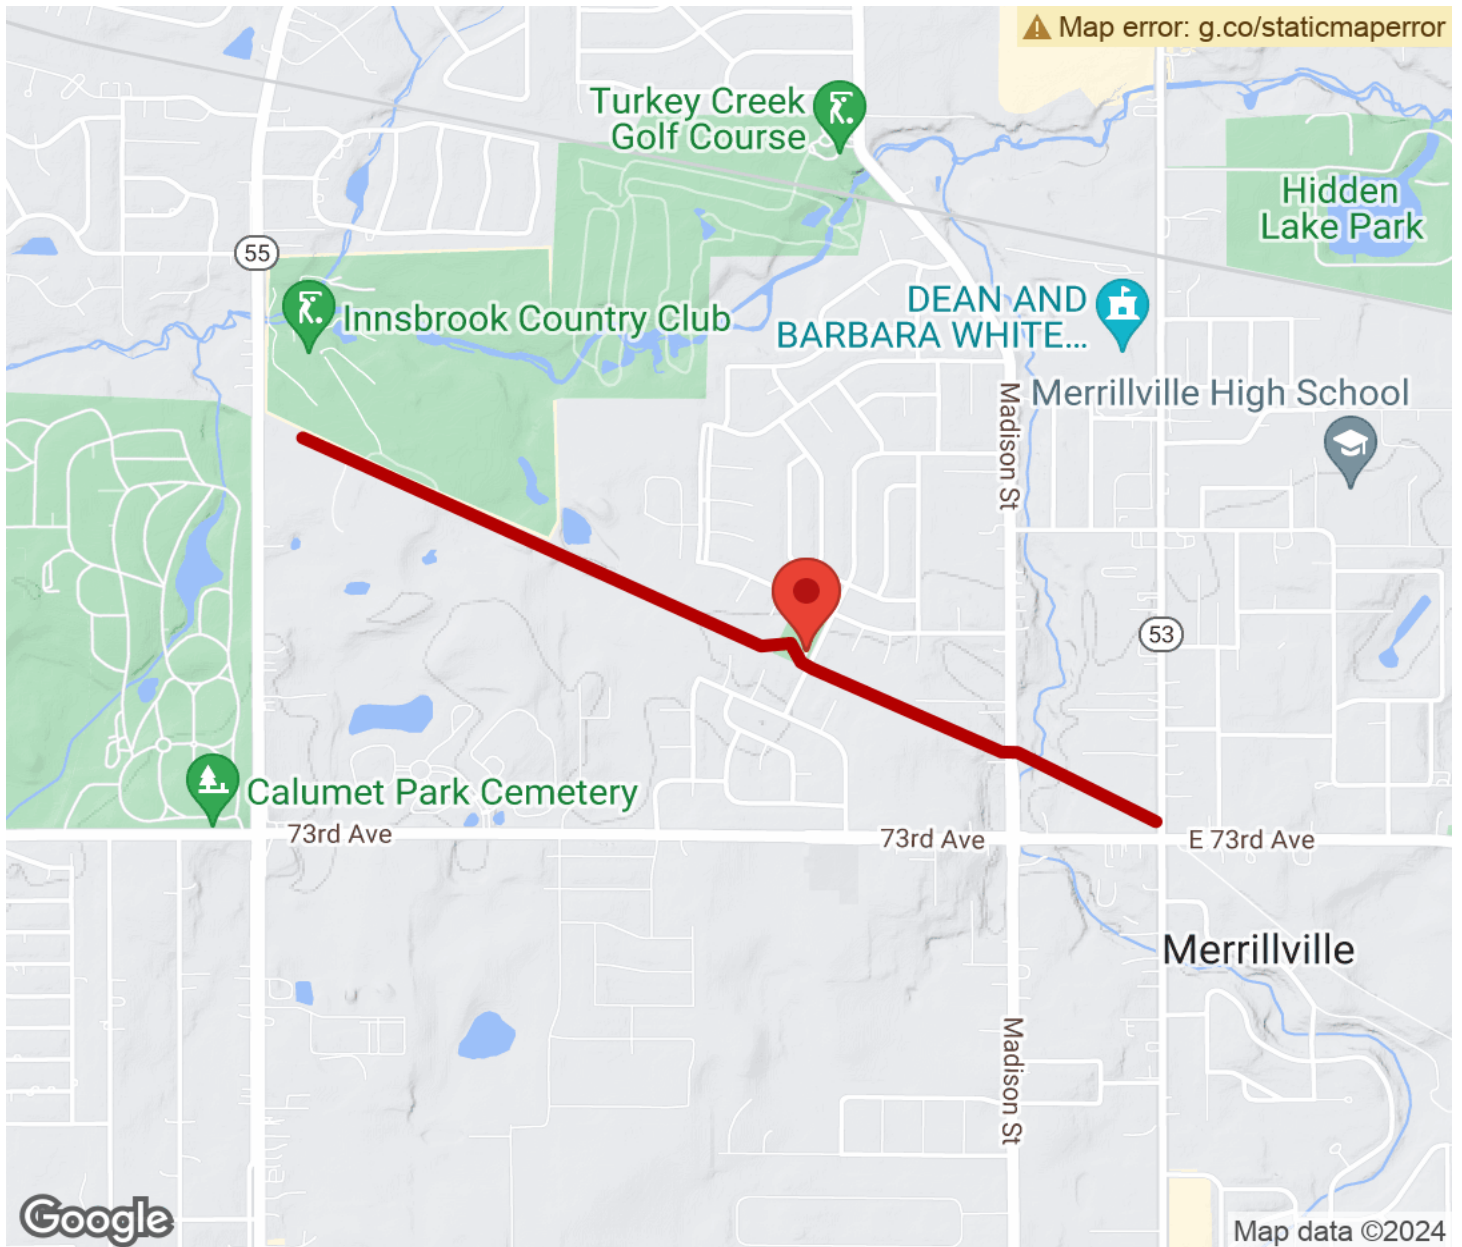 Map error: g.co/staticmaperror
Turkey Creek
Golf Course
Hidden
Lake Park
55
DEAN AND
BARBARA WHITE...
Innsbrook Country Club
Merrillville High School
Madison St
53
Calumet Park Cemetery
73rd Ave
73rd Ave
E 73rd Ave
Merrillville
Madison St
Google
Map data ©2024